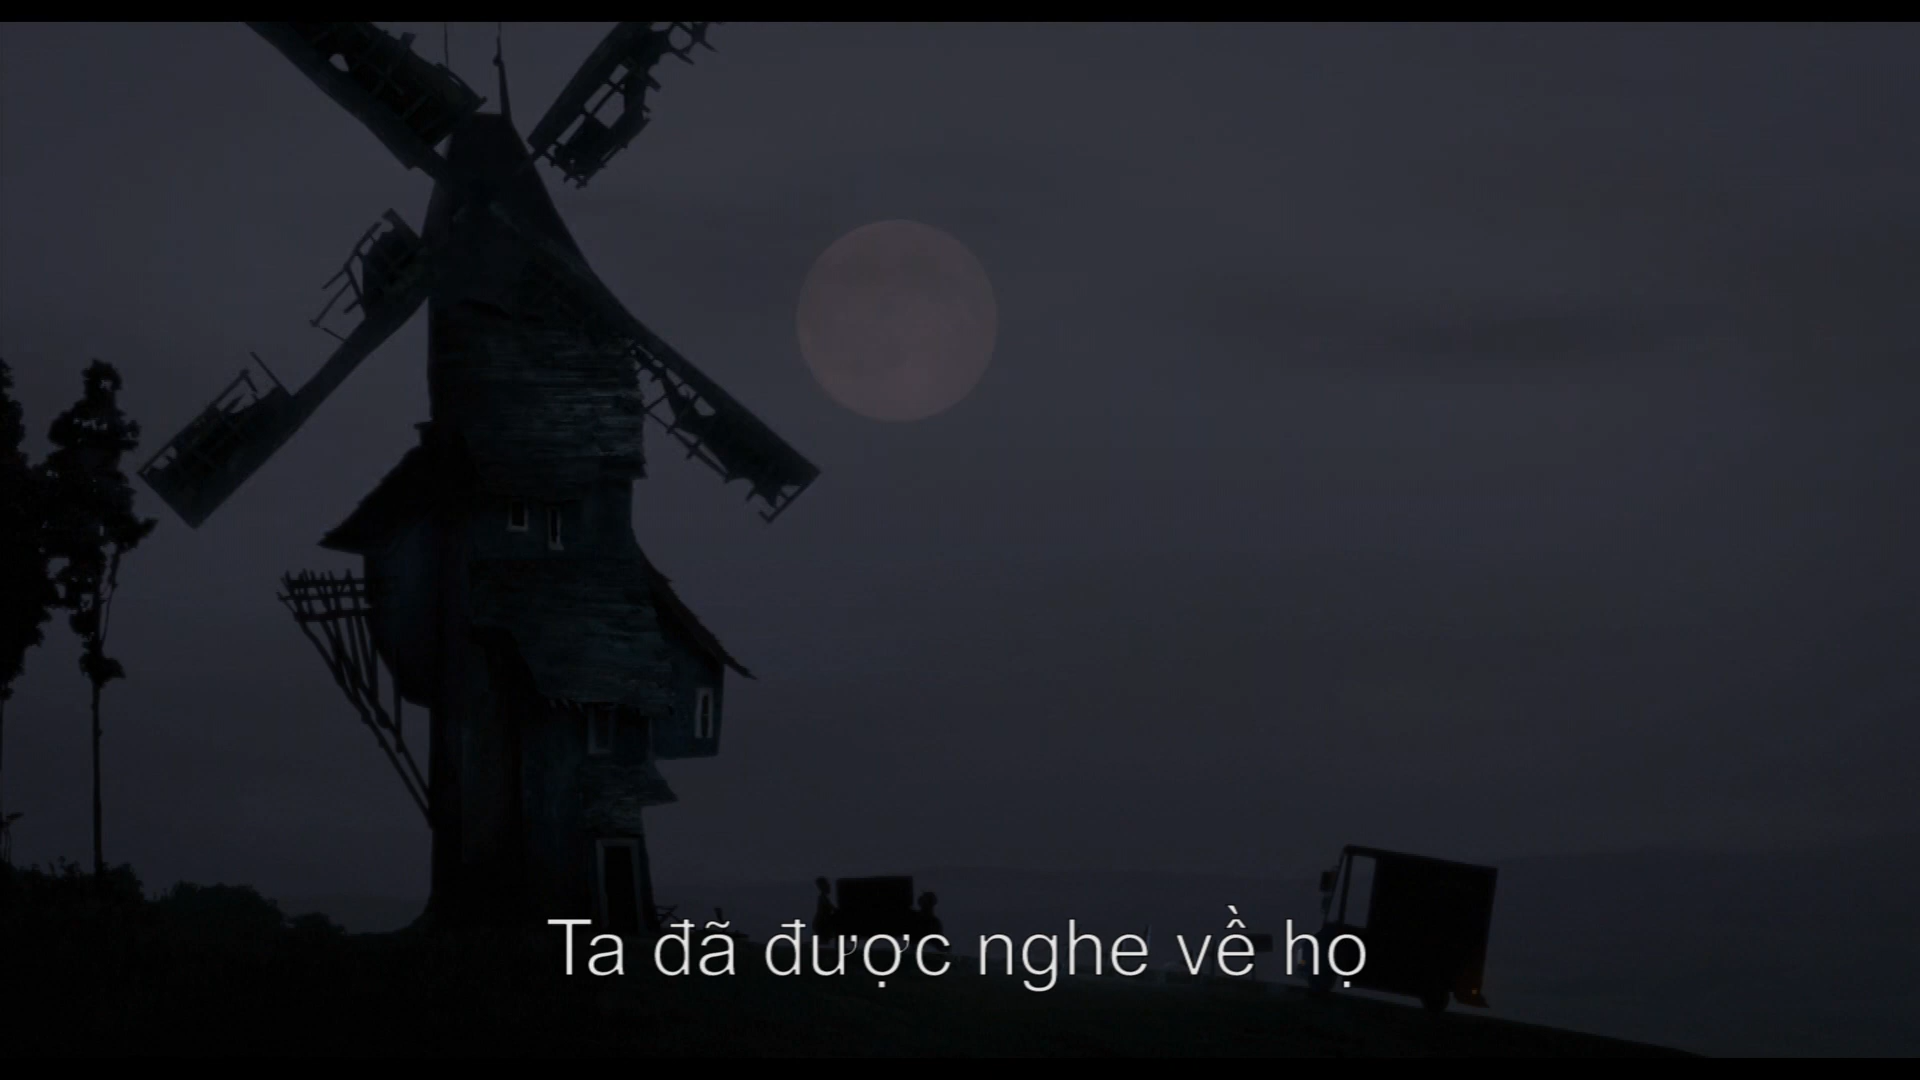 Ta đã được nghe về họ